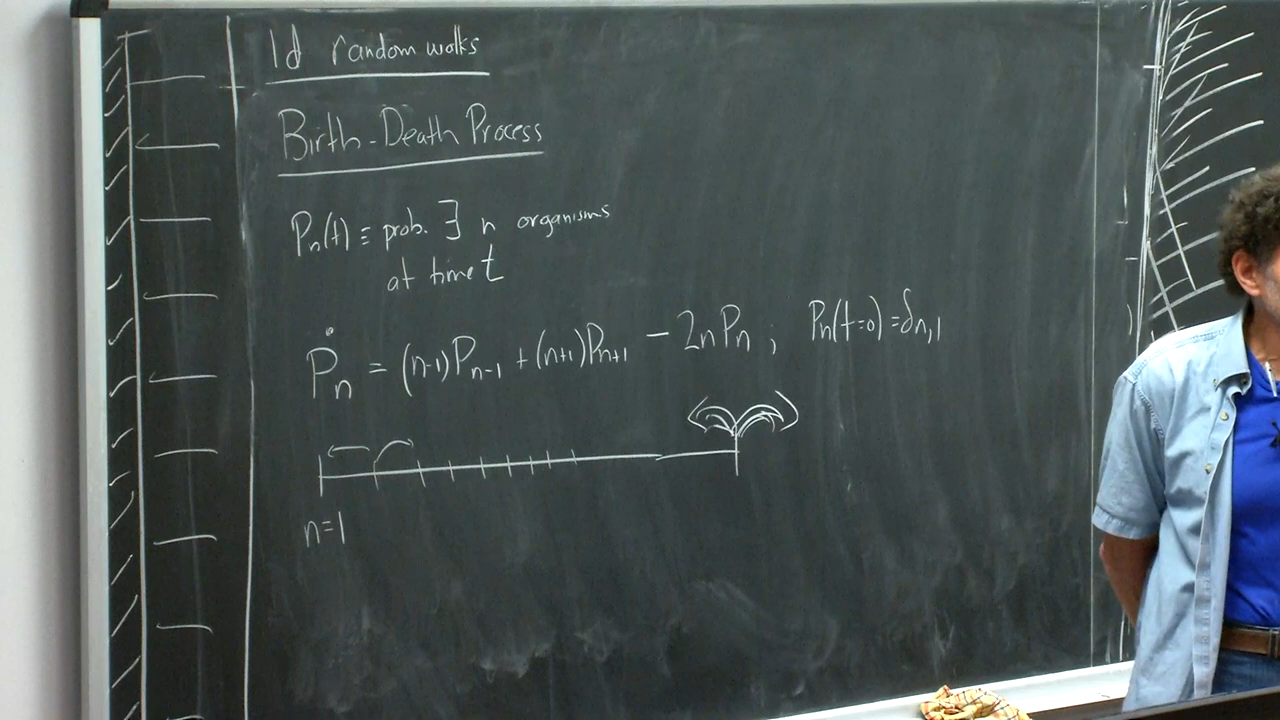 1d random walks
Birth-Death Process
Pn(t) ≡ prob. ∃ n organisms
at time t
Ṗn = (n-1)Pn-1 + (n+1)Pn+1 - 2nPn ; Pn(t=0)=δn,1
n=1